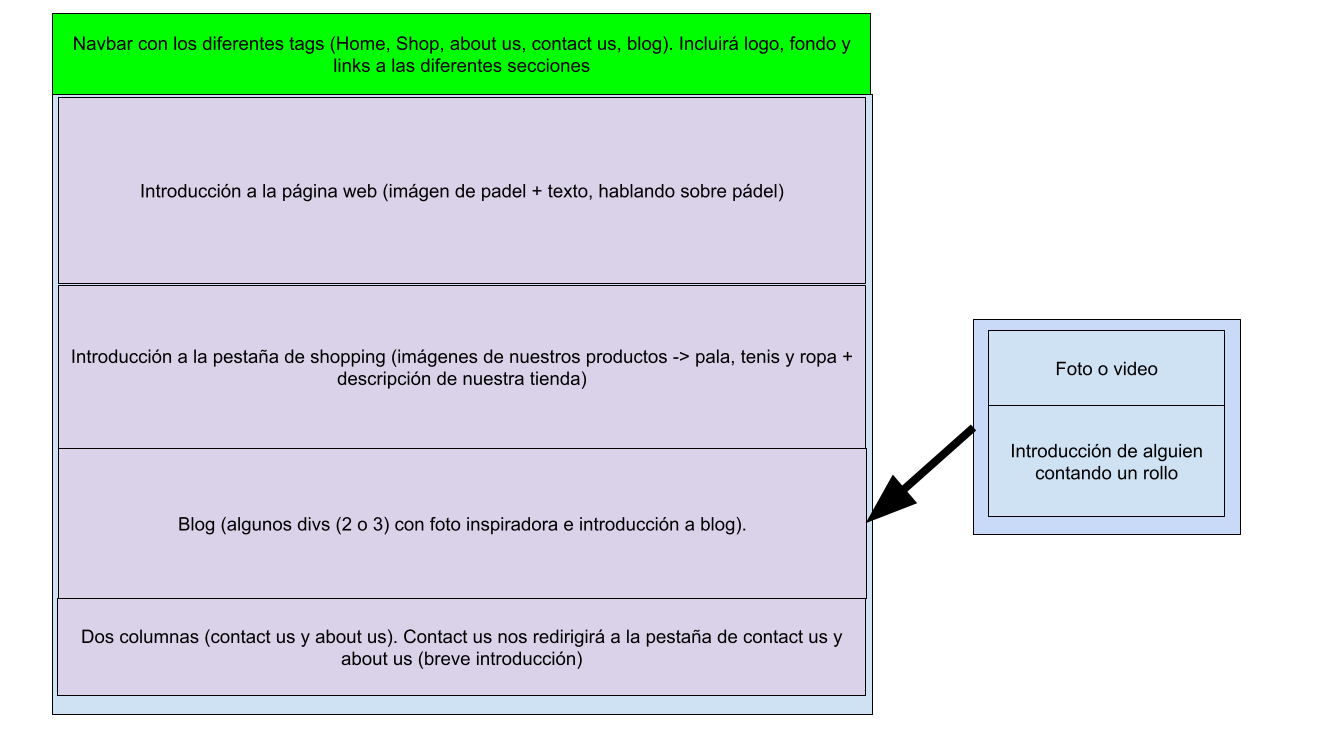 Navbar con los diferentes tags (Home, Shop, about us, contact us, blog). Incluirá logo, fondo y
links a las diferentes secciones
Introducción a la página web (imágen de padel + texto, hablando sobre pádel)
Introducción a la pestaña de shopping (imágenes de nuestros productos -> pala, tenis y ropa +
descripción de nuestra tienda)
Foto o video
Introducción de alguien
contando un rollo
Blog (algunos divs (2 o 3) con foto inspiradora e introducción a blog).
Dos columnas (contact us y about us). Contact us nos redirigirá a la pestaña de contact us y
about us (breve introducción)